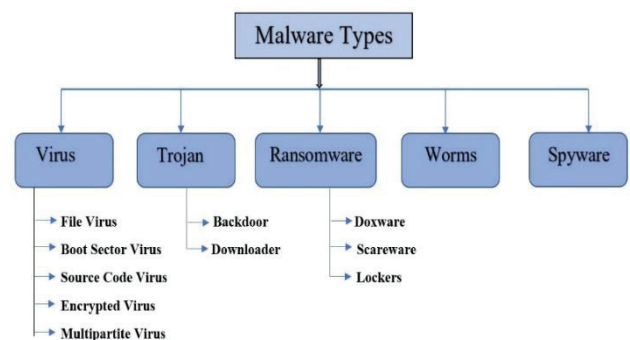 Malware Types
Virus
Trojan
Ransomware
Worms
Spyware
File Virus
Boot Sector Virus
Source Code Virus
Encrypted Virus
Multipartite Virus
Backdoor
Downloader
Doxware
Scareware
Lockers